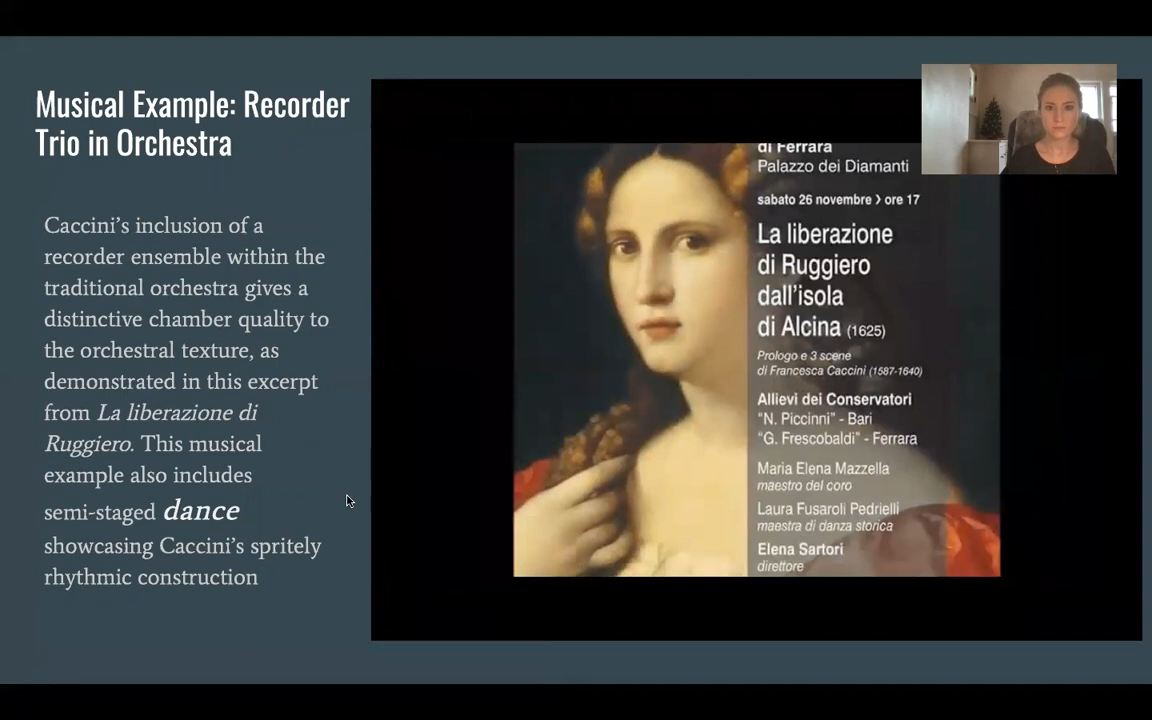 Musical Example: Recorder
Trio in Orchestra
Caccini's inclusion of a
recorder ensemble within the
traditional orchestra gives a
distinctive chamber quality to
the orchestral texture, as
demonstrated in this excerpt
from La liberazione di
Ruggiero. This musical
example also includes
semi-staged dance
showcasing Caccini's spritely
rhythmic construction
di Ferrara
Palazzo dei Diamanti
sabato 26 novembre > ore 17
La liberazione
di Ruggiero
dall'isola
di Alcina (1625)
Prologo e 3 scene
di Francesca Caccini (1587-1640)
Allievi dei Conservatori
"N. Piccinni" - Bari
"G. Frescobaldi" - Ferrara
Maria Elena Mazzella
maestro del coro
Laura Fusaroli Pedrielli
maestra di danza storica
Elena Sartori
direttore